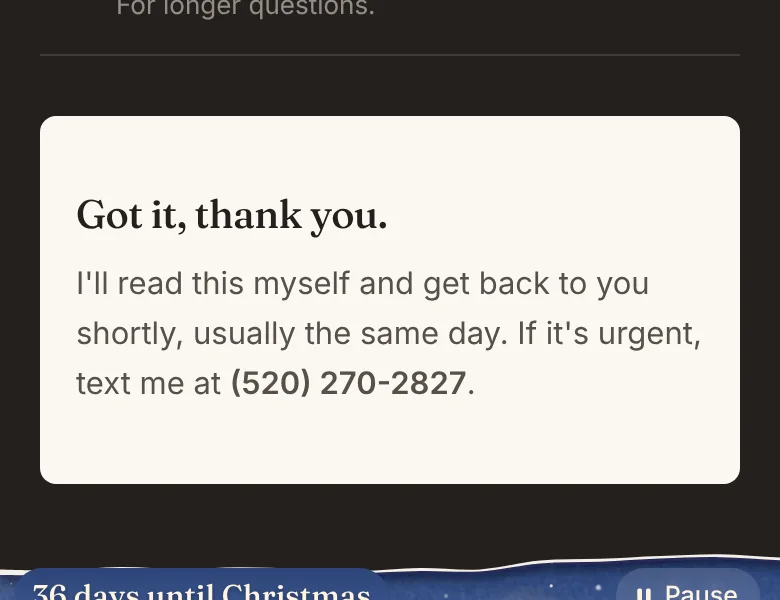 For longer questions.
Got it, thank you.
I'll read this myself and get back to you
shortly, usually the same day. If it's urgent,
text me at (520) 270-2827.
36 days until Christmas
Pause